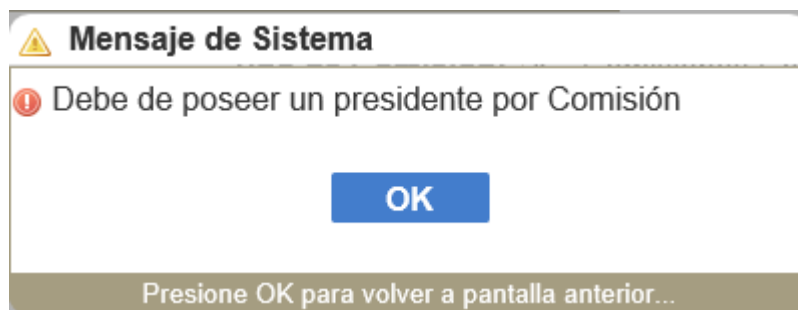 Mensaje de Sistema
Debe de poseer un presidente por Comisión
OK
Presione OK para volver a pantalla anterior...